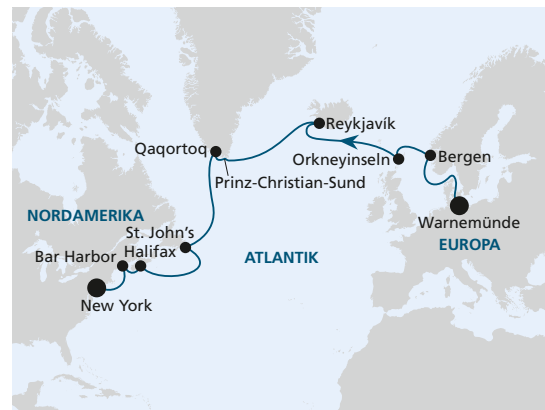 Reykjavík
Qaqortoq
Orkneyinseln
Bergen
Prinz-Christian-Sund
NORDAMERIKA
Warnemünde
St. John's
EUROPA
Bar Harbor
Halifax
ATLANTIK
New York